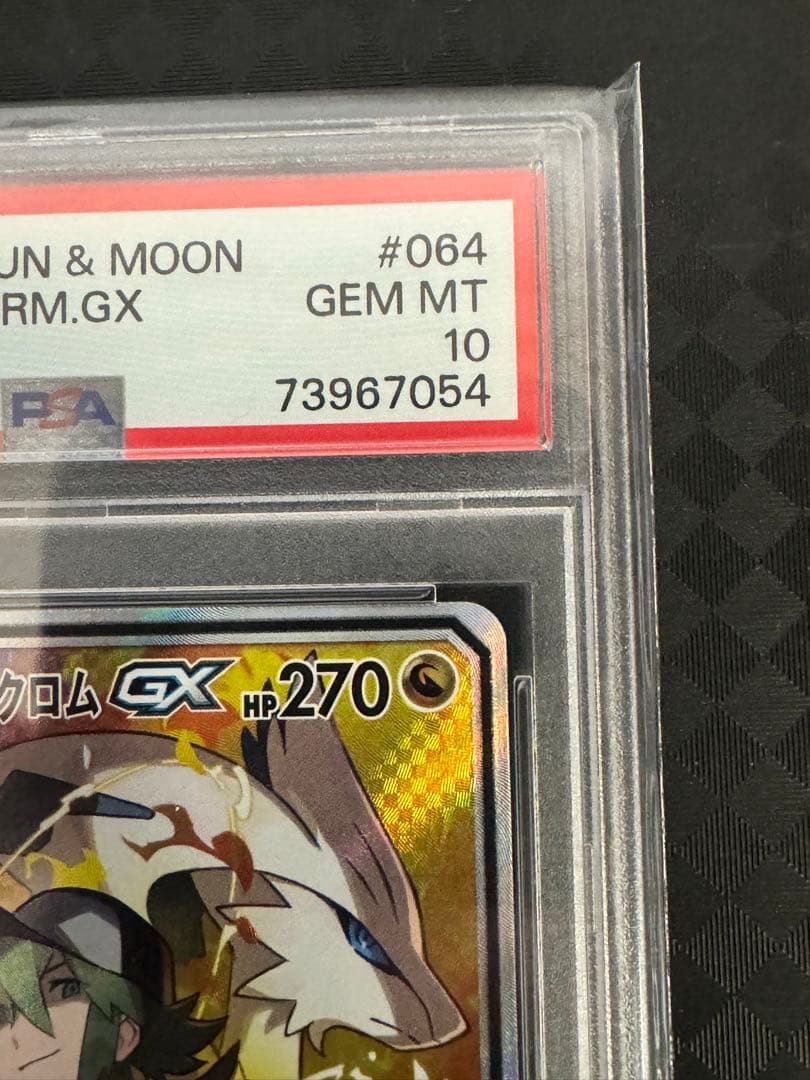 UN & MOON #064
RM.GX GEM MT
10
PSA 73967054
クロム GX HP270